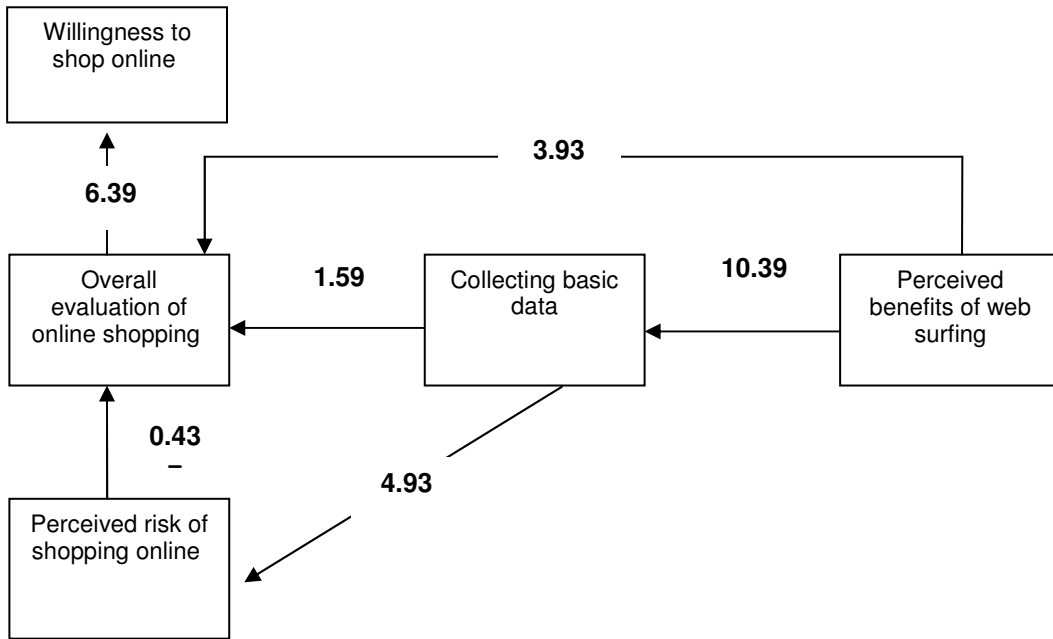 Willingness to
shop online
3.93
6.39
Overall
evaluation of
online shopping
1.59
Collecting basic
data
10.39
Perceived
benefits of web
surfing
0.43
–
4.93
Perceived risk of
shopping online